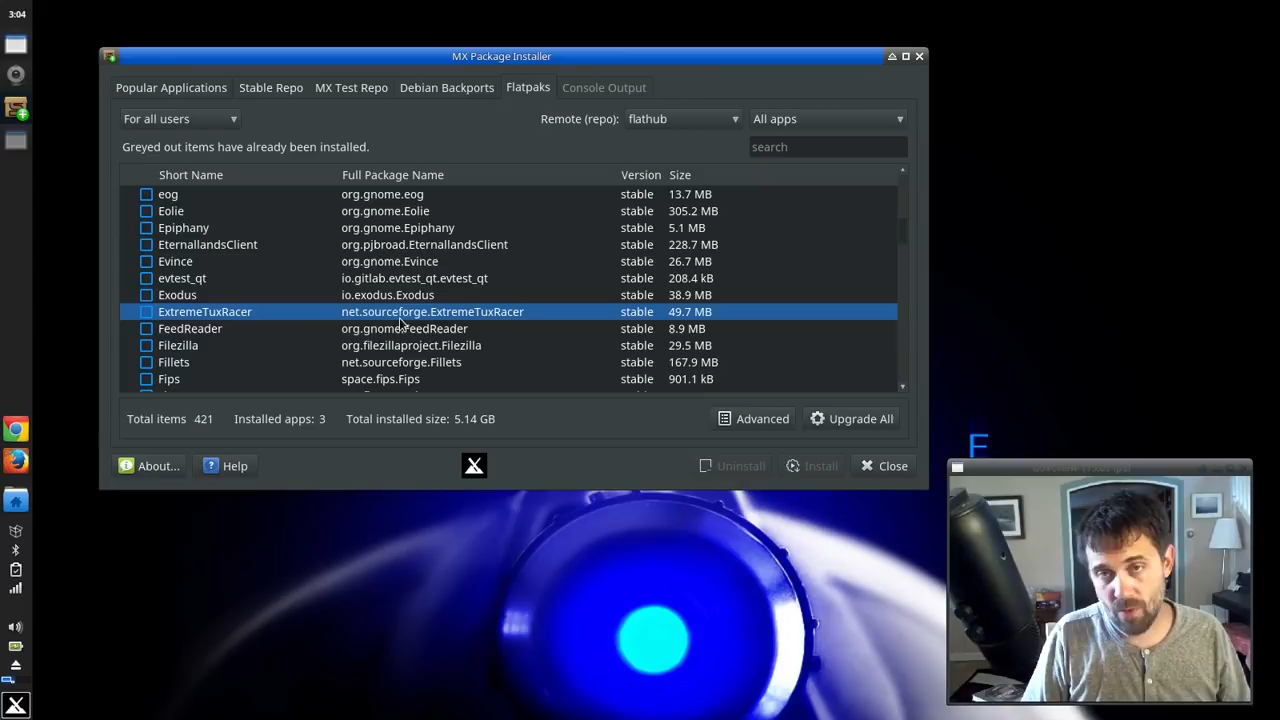 3:04
MX Package Installer
Popular Applications Stable Repo MX Test Repo Debian Backports Flatpaks Console Output
For all users Remote (repo): flathub All apps
Greyed out items have already been installed. search
Short Name Full Package Name Version Size
eog org.gnome.eog stable 13.7 MB
Eolie org.gnome.Eolie stable 305.2 MB
Epiphany org.gnome.Epiphany stable 5.1 MB
EternallandsClient org.pjbroad.EternallandsClient stable 228.7 MB
Evince org.gnome.Evince stable 26.7 MB
evtest_qt io.gitlab.evtest_qt.evtest_qt stable 208.4 kB
Exodus io.exodus.Exodus stable 38.9 MB
ExtremeTuxRacer net.sourceforge.ExtremeTuxRacer stable 49.7 MB
FeedReader org.gnome.FeedReader stable 8.9 MB
Filezilla org.filezillaproject.Filezilla stable 29.5 MB
Fillets net.sourceforge.Fillets stable 167.9 MB
Fips space.fips.Fips stable 901.1 kB
Total items 421 Installed apps: 3 Total installed size: 5.14 GB Advanced Upgrade All
About... Help Uninstall Install Close
F